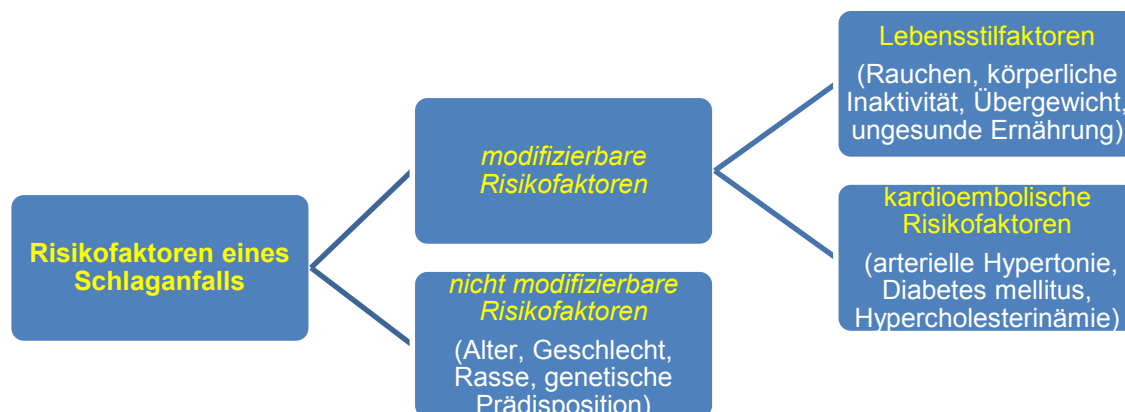 Risikofaktoren eines
Schlaganfalls
modifizierbare
Risikofaktoren
nicht modifizierbare
Risikofaktoren
(Alter, Geschlecht,
Rasse, genetische
Prädisposition)
Lebensstilfaktoren
(Rauchen, körperliche
Inaktivität, Übergewicht,
ungesunde Ernährung)
kardioembolische
Risikofaktoren
(arterielle Hypertonie,
Diabetes mellitus,
Hypercholesterinämie)